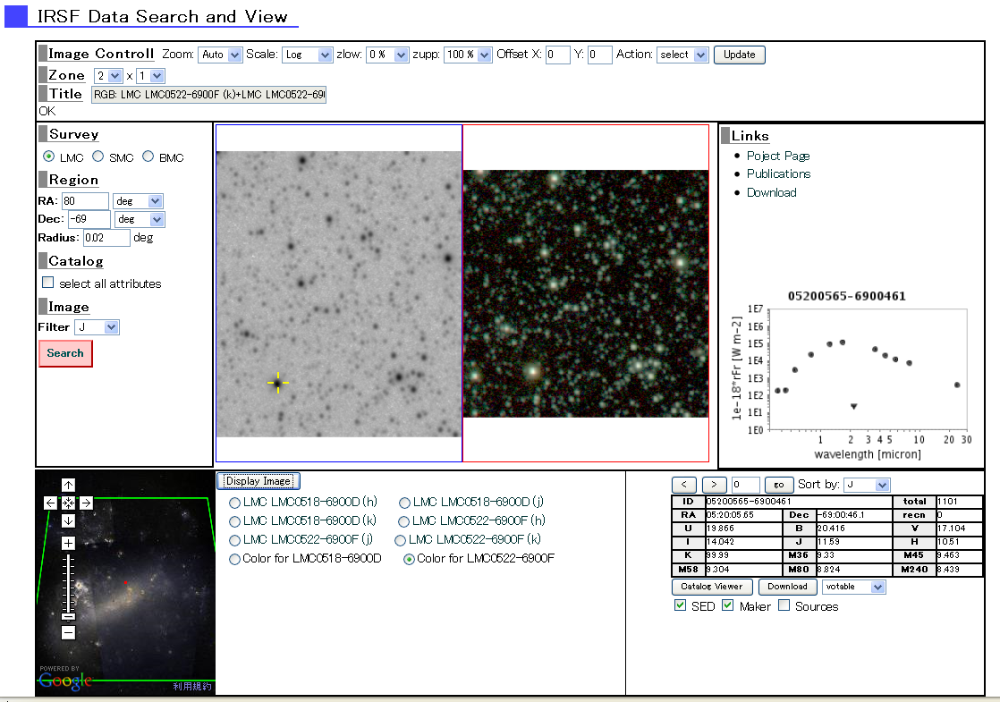 IRSF Data Search and View
Image Controll Zoom: Auto Scale: Log zlow: 0 % zupp: 100 % Offset X: 0 Y: 0 Action: select Update
Zone 2 x 1
Title RGB: LMC LMC0522-6900F (k)+LMC LMC0522-69
OK
Survey
LMC SMC BMC
Region
RA: 80 deg
Dec: -69 deg
Radius: 0.02 deg
Catalog
select all attributes
Image
Filter J
Search
Links
Poject Page
Publications
Download
05200565-6900461
1e-18*rFr [W m-2]
1E7
1E6
1E5
1E4
1E3
1E2
1E1
1E0
1 2 3 4 5 10 20 30
wavelength [micron]
POWERED BY
Google
利用規約
Display Image
LMC LMC0518-6900D (h) LMC LMC0518-6900D (j)
LMC LMC0518-6900D (k) LMC LMC0522-6900F (h)
LMC LMC0522-6900F (j) LMC LMC0522-6900F (k)
Color for LMC0518-6900D Color for LMC0522-6900F
< > 0 go Sort by: J
ID 05200565-6900461 total 1101
RA 05:20:05.65 Dec -69:00:46.1 recn 0
U 19.866 B 20.416 V 17.104
I 14.042 J 11.59 H 10.51
K 99.99 M36 9.33 M45 9.463
M58 9.304 M80 8.824 M240 8.439
Catalog Viewer Download votable
SED Maker Sources